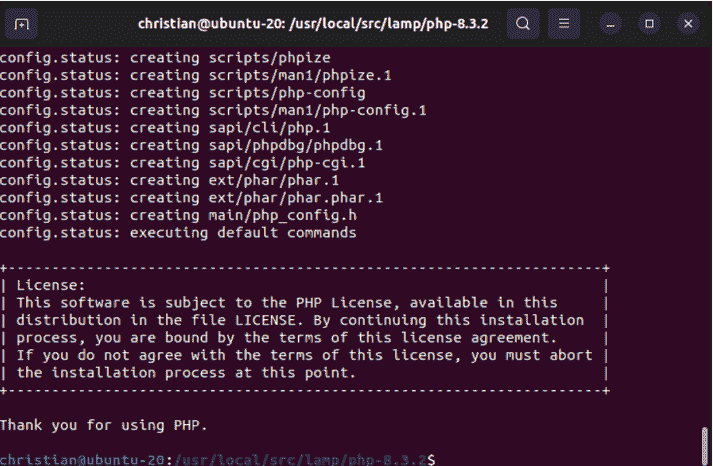 christian@ubuntu-20: /usr/local/src/lamp/php-8.3.2
config.status: creating scripts/phpize
config.status: creating scripts/man1/phpize.1
config.status: creating scripts/php-config
config.status: creating scripts/man1/php-config.1
config.status: creating sapi/cli/php.1
config.status: creating sapi/phpdbg/phpdbg.1
config.status: creating sapi/cgi/php-cgi.1
config.status: creating ext/phar/phar.1
config.status: creating ext/phar/phar.phar.1
config.status: creating main/php_config.h
config.status: executing default commands
+--------------------------------------------------------------------+
| License:                                                           |
| This software is subject to the PHP License, available in this     |
| distribution in the file LICENSE. By continuing this installation  |
| process, you are bound by the terms of this license agreement.     |
| If you do not agree with the terms of this license, you must abort |
| the installation process at this point.                            |
+--------------------------------------------------------------------+
Thank you for using PHP.
christian@ubuntu-20:/usr/local/src/lamp/php-8.3.2$